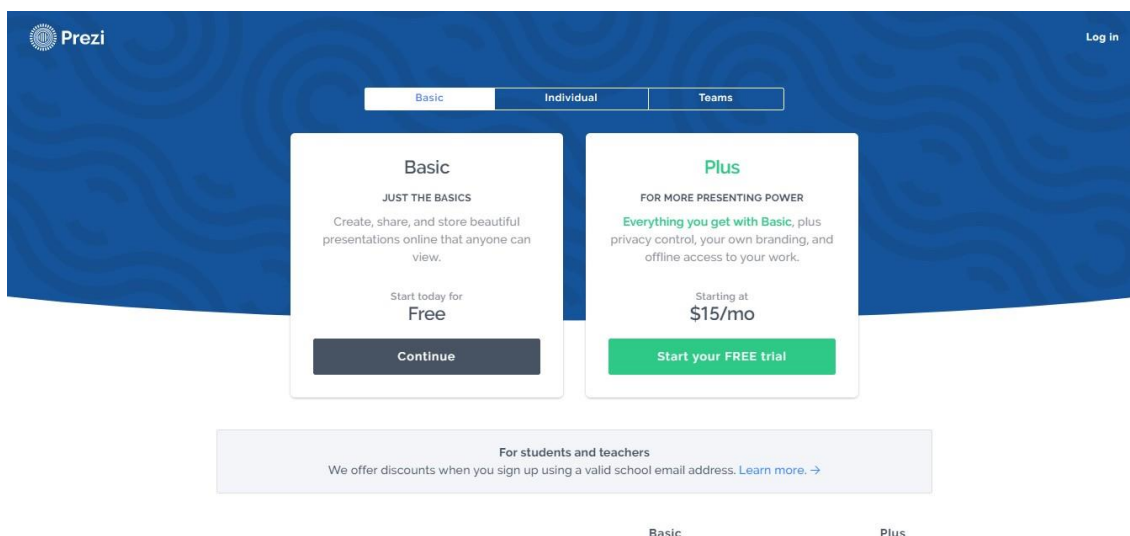 Prezi
Log in
Basic
Individual
Teams
Basic
JUST THE BASICS
Create, share, and store beautiful
presentations online that anyone can
view.
Start today for
Free
Continue
Plus
FOR MORE PRESENTING POWER
Everything you get with Basic, plus
privacy control, your own branding, and
offline access to your work.
Starting at
$15/mo
Start your FREE trial
For students and teachers
We offer discounts when you sign up using a valid school email address. Learn more. →
Basic
Plus